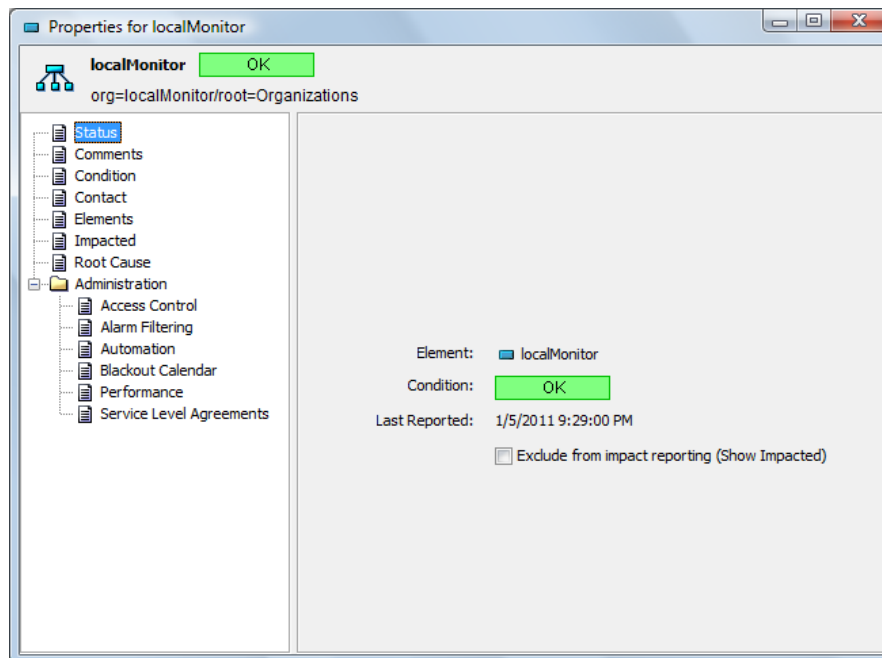 Properties for localMonitor
localMonitor OK
org=localMonitor/root=Organizations
Status
Comments
Condition
Contact
Elements
Impacted
Root Cause
Administration
Access Control
Alarm Filtering
Automation
Blackout Calendar
Performance
Service Level Agreements
Element: localMonitor
Condition: OK
Last Reported: 1/5/2011 9:29:00 PM
Exclude from impact reporting (Show Impacted)